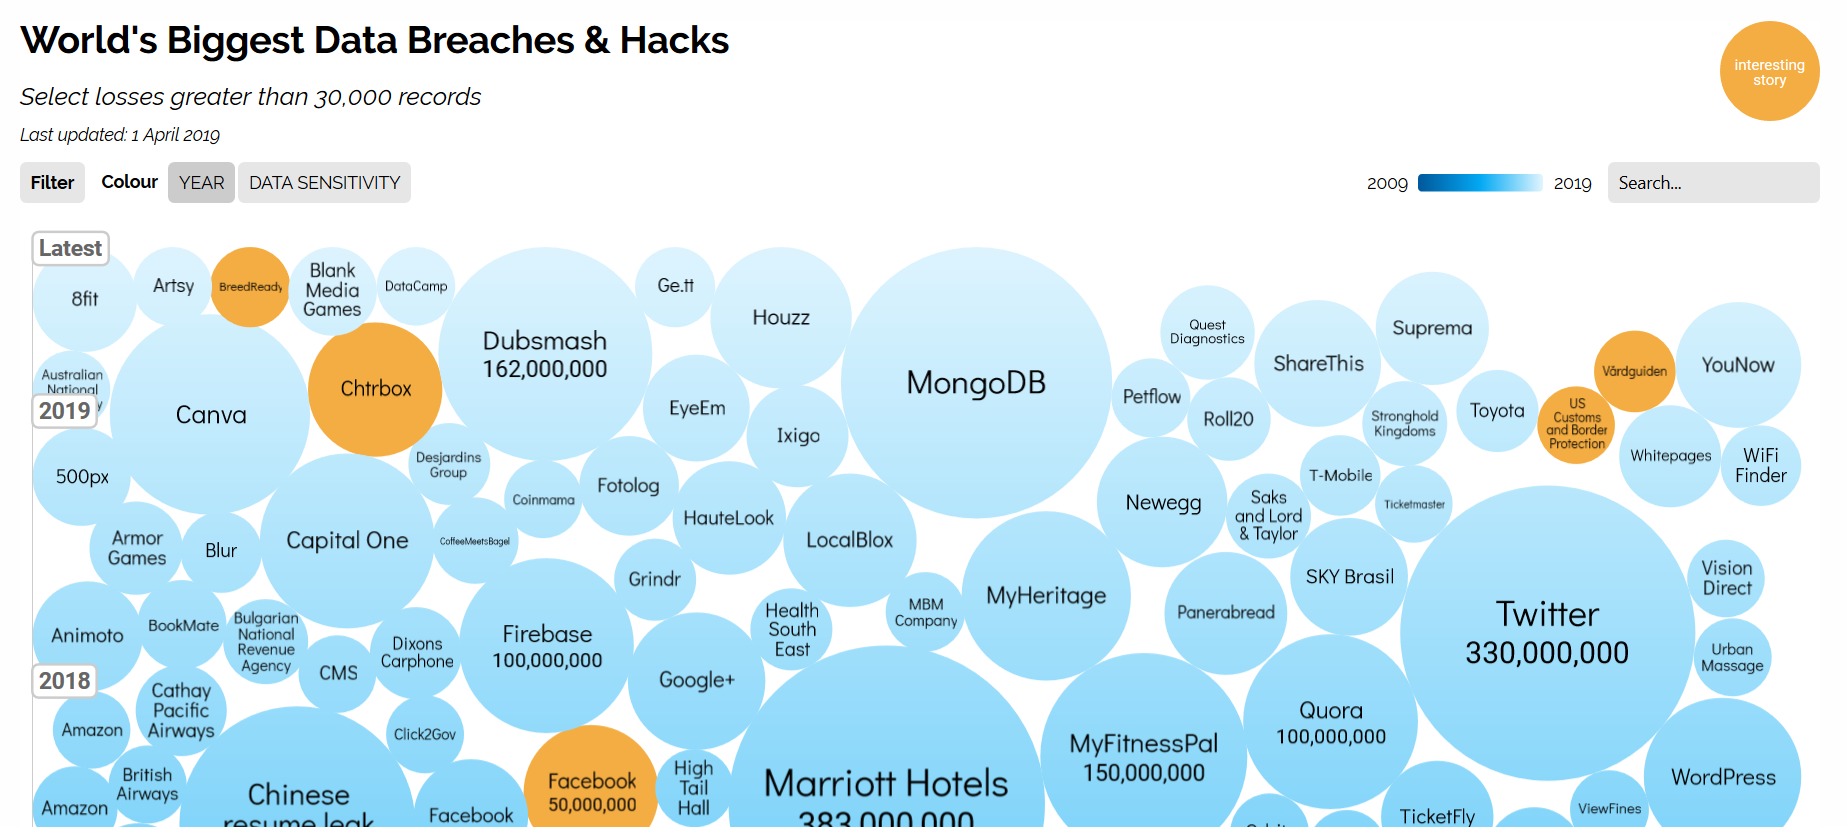 World's Biggest Data Breaches & Hacks
Select losses greater than 30,000 records
Last updated: 1 April 2019
interesting
story
Filter
Colour
YEAR
DATA SENSITIVITY
2009
2019
Search...
Latest
8fit
Artsy
BreedReady
Blank
Media
Games
DataCamp
Dubsmash
162,000,000
Ge.tt
Houzz
MongoDB
Quest
Diagnostics
ShareThis
Suprema
Vårdguiden
YouNow
Australian
National
2019
Canva
Chtrbox
EyeEm
Ixigo
Petflow
Roll20
Stronghold
Kingdoms
Toyota
US
Customs
and Border
Protection
Whitepages
WiFi
Finder
500px
Desjardins
Group
Coinmama
Fotolog
HauteLook
Newegg
Saks
and Lord
& Taylor
T-Mobile
Ticketmaster
Armor
Games
Blur
Capital One
CoffeeMeetsBagel
LocalBlox
Grindr
MyHeritage
SKY Brasil
Vision
Direct
Animoto
BookMate
Bulgarian
National
Revenue
Agency
CMS
Dixons
Carphone
Firebase
100,000,000
Health
South
East
MBM
Company
Panerabread
Twitter
330,000,000
Urban
Massage
2018
Cathay
Pacific
Airways
Google+
Amazon
Click2Gov
Quora
100,000,000
MyFitnessPal
150,000,000
British
Airways
Amazon
Chinese
resume leak
Facebook
Facebook
50,000,000
High
Tail
Hall
Marriott Hotels
383,000,000
TicketFly
ViewFines
WordPress